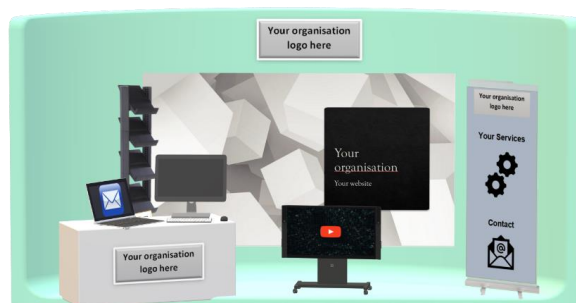 Your organisation
logo here
Your
organisation
Your website
Your organisation
logo here
Your Services
Contact
@
Your organisation
logo here